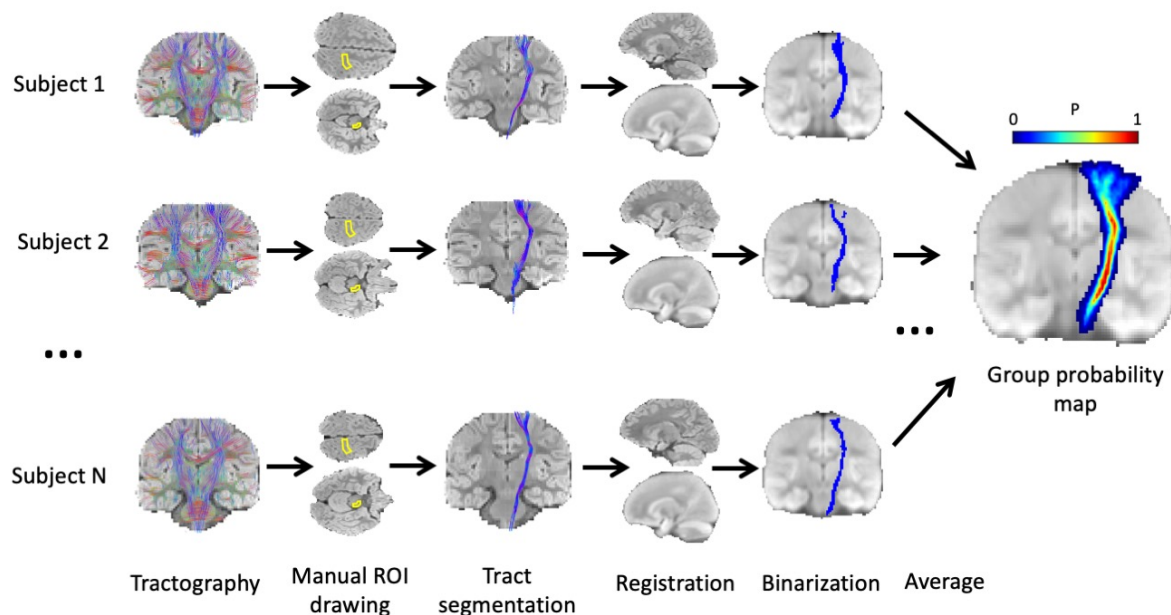 Subject 1
P
0
1
Subject 2
...
...
Group probability
map
Subject N
Tractography
Manual ROI
drawing
Tract
segmentation
Registration
Binarization
Average